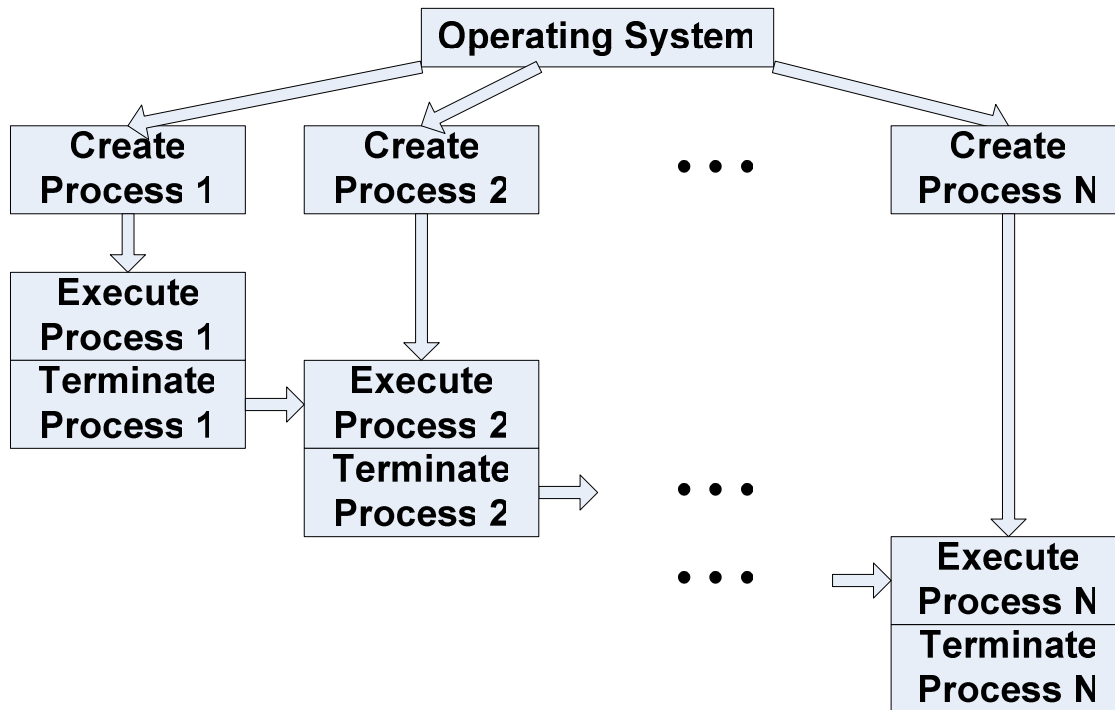 Operating System
Create
Process 1
Create
Process 2
• • •
Create
Process N
Execute
Process 1
Terminate
Process 1
Execute
Process 2
Terminate
Process 2
• • •
• • •
Execute
Process N
Terminate
Process N